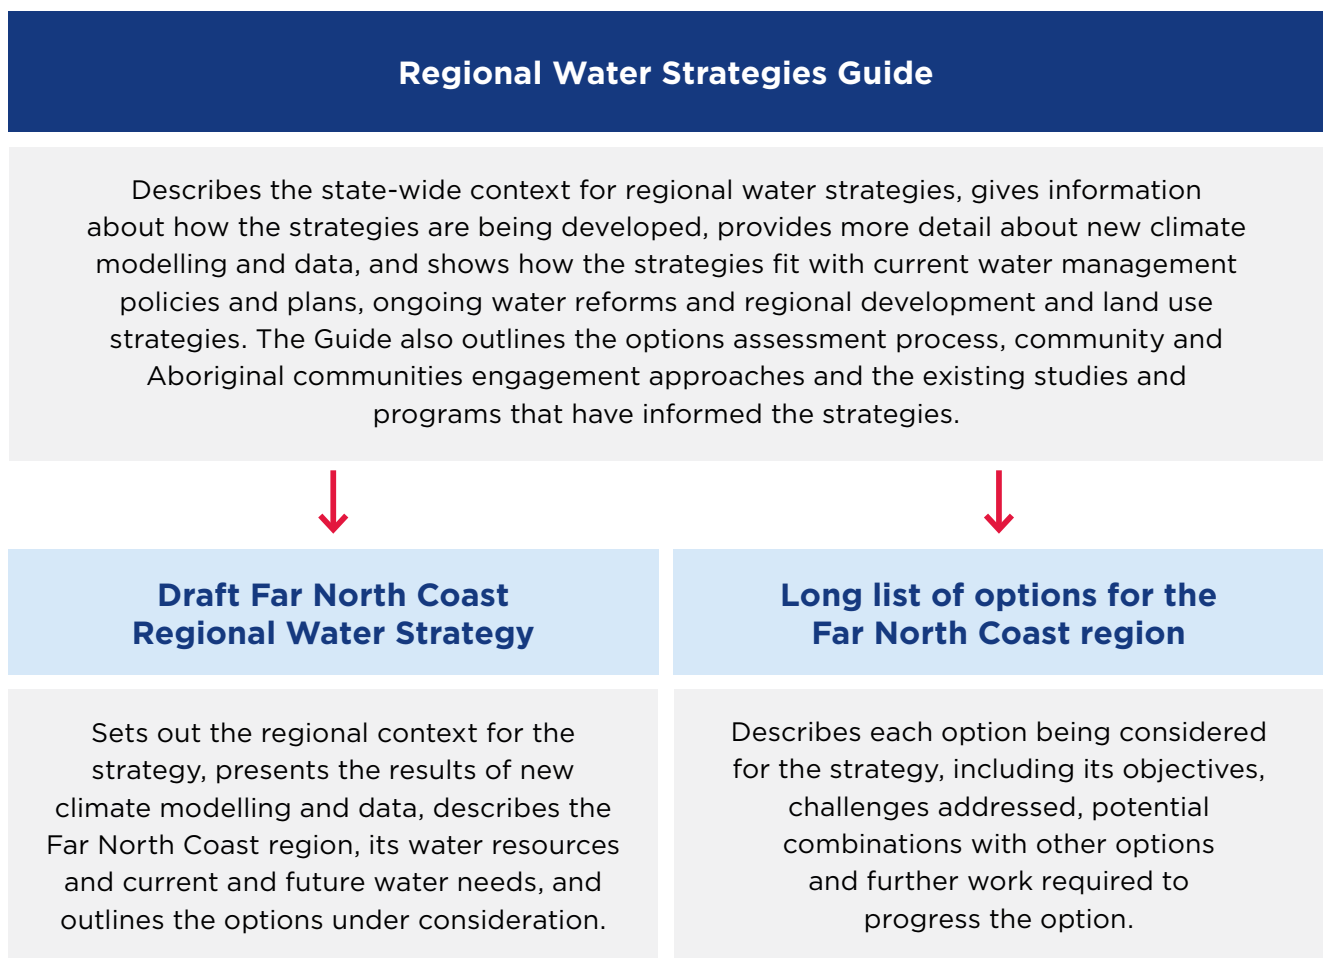 Regional Water Strategies Guide
Describes the state-wide context for regional water strategies, gives information
about how the strategies are being developed, provides more detail about new climate
modelling and data, and shows how the strategies fit with current water management
policies and plans, ongoing water reforms and regional development and land use
strategies. The Guide also outlines the options assessment process, community and
Aboriginal communities engagement approaches and the existing studies and
programs that have informed the strategies.
Draft Far North Coast
Regional Water Strategy
Sets out the regional context for the
strategy, presents the results of new
climate modelling and data, describes the
Far North Coast region, its water resources
and current and future water needs, and
outlines the options under consideration.
Long list of options for the
Far North Coast region
Describes each option being considered
for the strategy, including its objectives,
challenges addressed, potential
combinations with other options
and further work required to
progress the option.